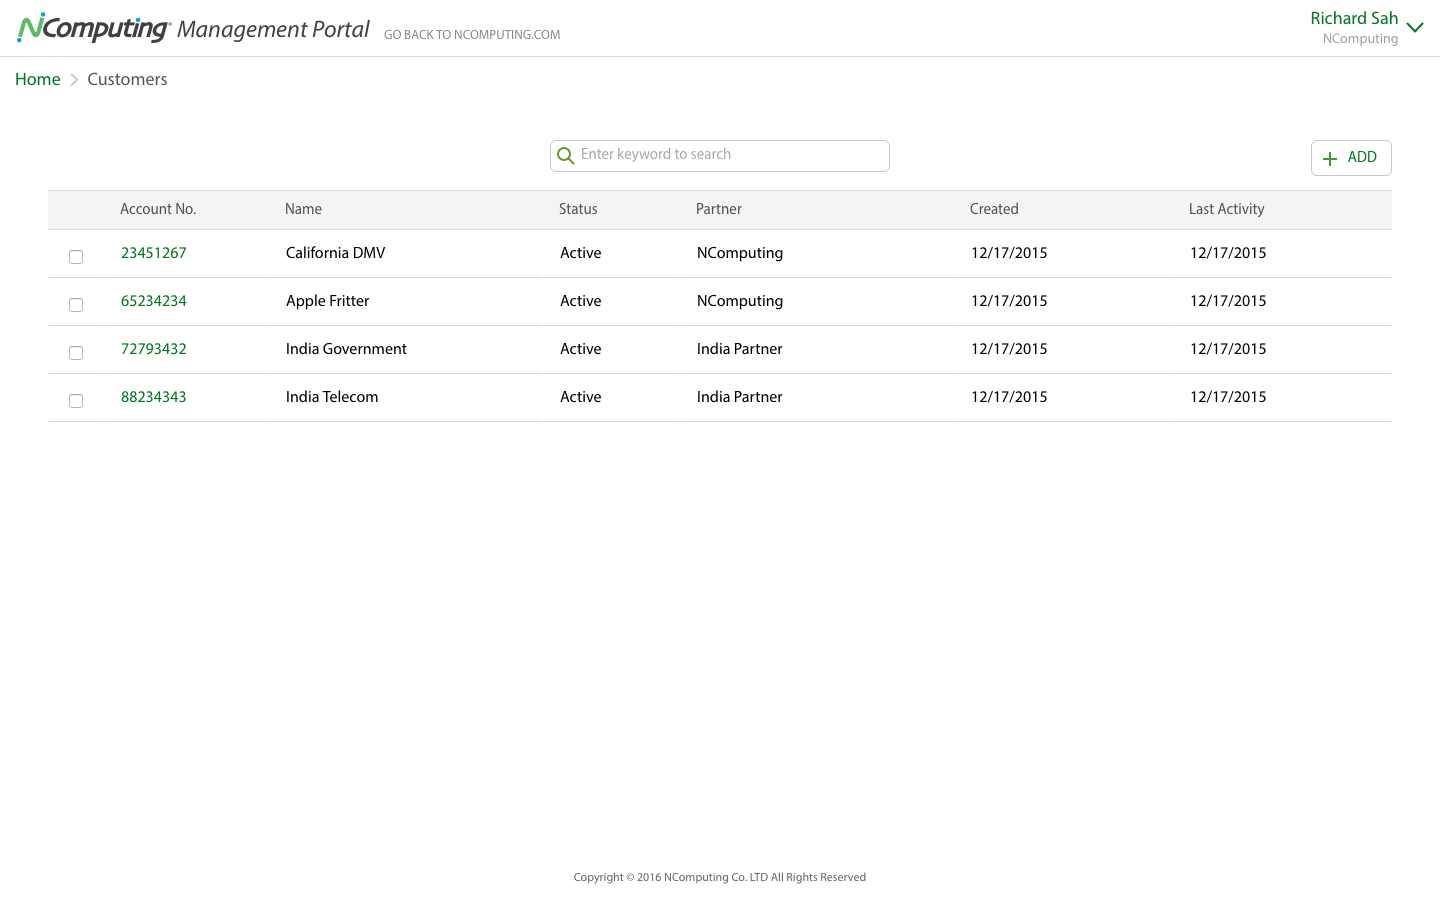 NComputing® Management Portal GO BACK TO NCOMPUTING.COM
Richard Sah
NComputing
Home > Customers
Enter keyword to search
+ ADD
Account No. Name Status Partner Created Last Activity
23451267 California DMV Active NComputing 12/17/2015 12/17/2015
65234234 Apple Fritter Active NComputing 12/17/2015 12/17/2015
72793432 India Government Active India Partner 12/17/2015 12/17/2015
88234343 India Telecom Active India Partner 12/17/2015 12/17/2015
Copyright © 2016 NComputing Co. LTD All Rights Reserved